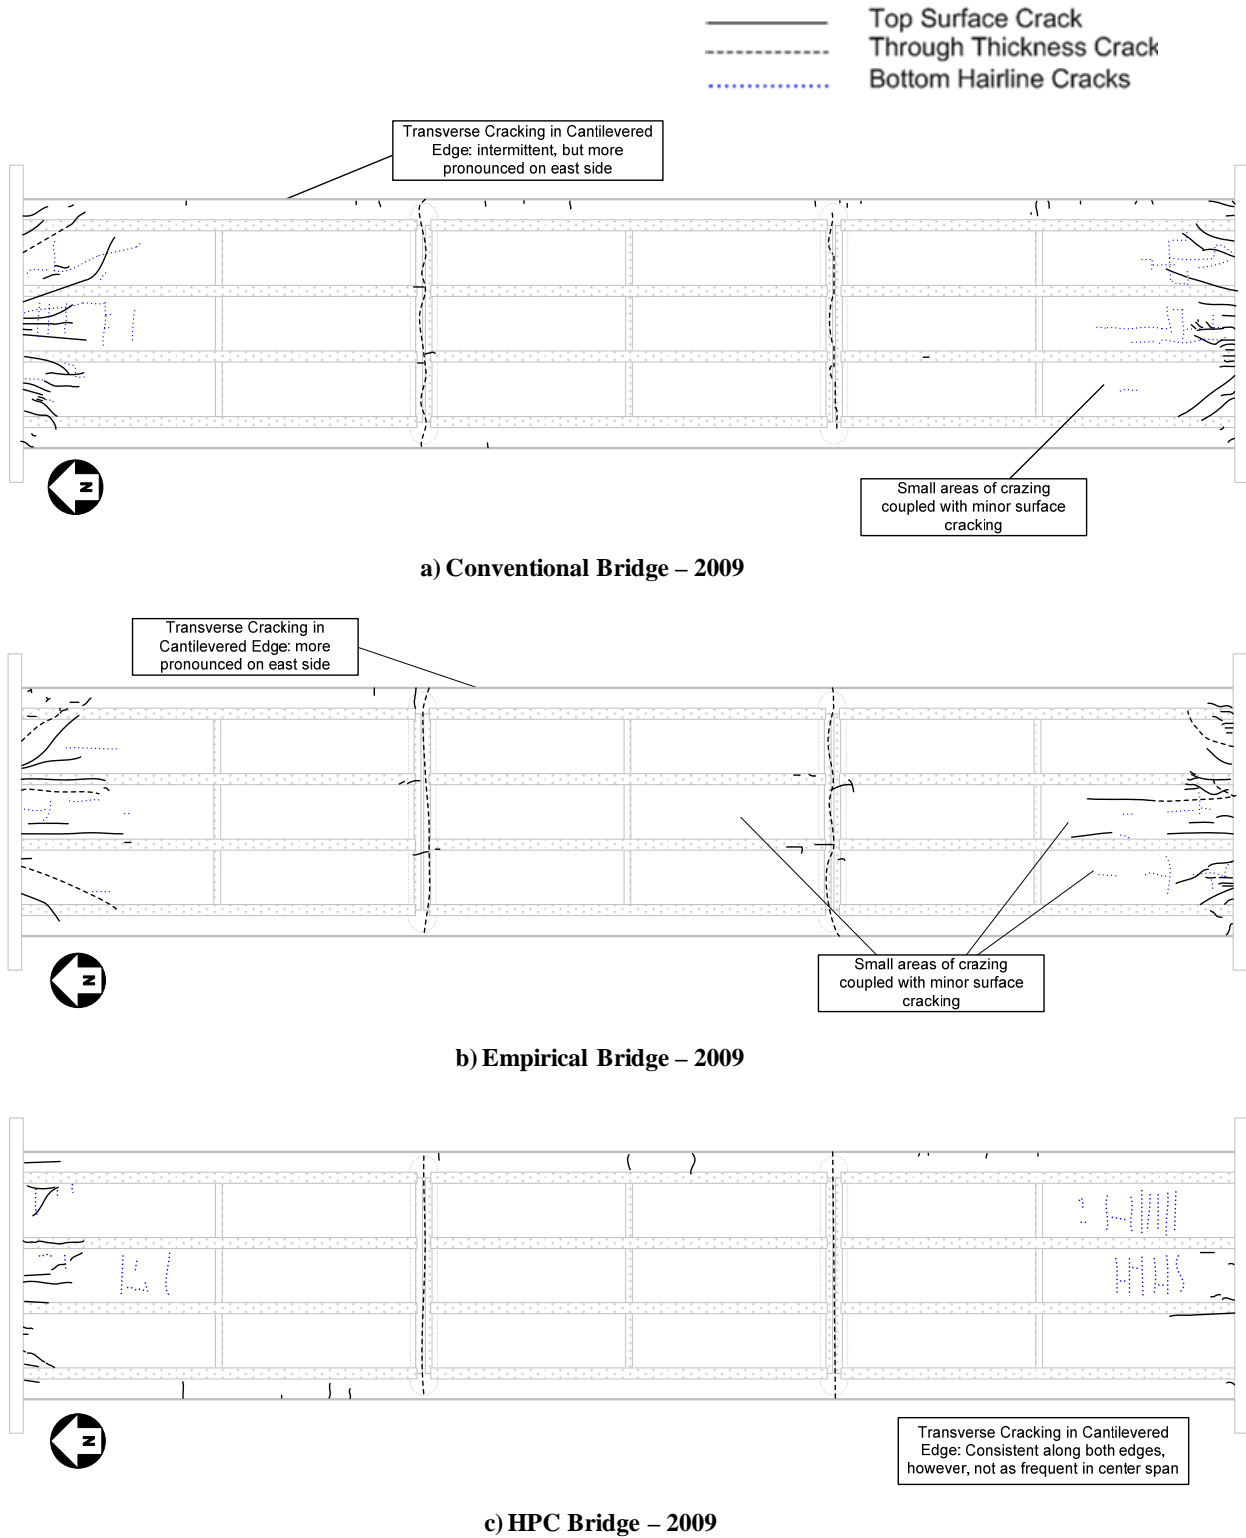 Top Surface Crack
Through Thickness Crack
Bottom Hairline Cracks
Transverse Cracking in Cantilevered
Edge: intermittent, but more
pronounced on east side
N
Small areas of crazing
coupled with minor surface
cracking
a) Conventional Bridge – 2009
Transverse Cracking in
Cantilevered Edge: more
pronounced on east side
N
Small areas of crazing
coupled with minor surface
cracking
b) Empirical Bridge – 2009
N
Transverse Cracking in Cantilevered
Edge: Consistent along both edges,
however, not as frequent in center span
c) HPC Bridge – 2009